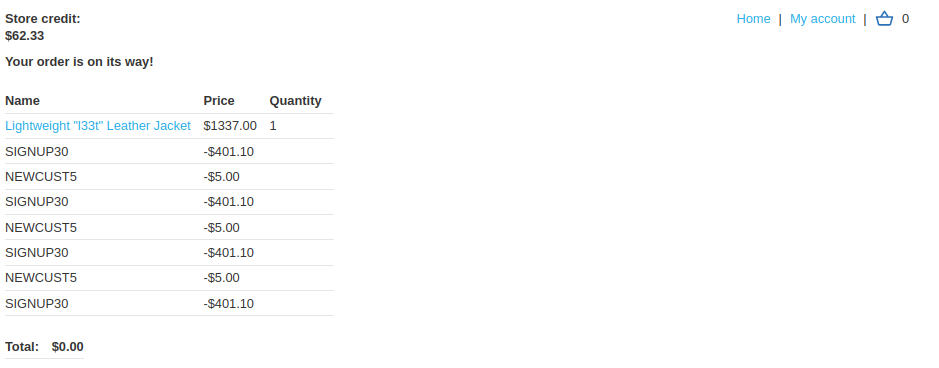 Store credit:
$62.33
Home | My account | 0
Your order is on its way!
Name Price Quantity
Lightweight "l33t" Leather Jacket $1337.00 1
SIGNUP30 -$401.10
NEWCUST5 -$5.00
SIGNUP30 -$401.10
NEWCUST5 -$5.00
SIGNUP30 -$401.10
NEWCUST5 -$5.00
SIGNUP30 -$401.10
Total: $0.00